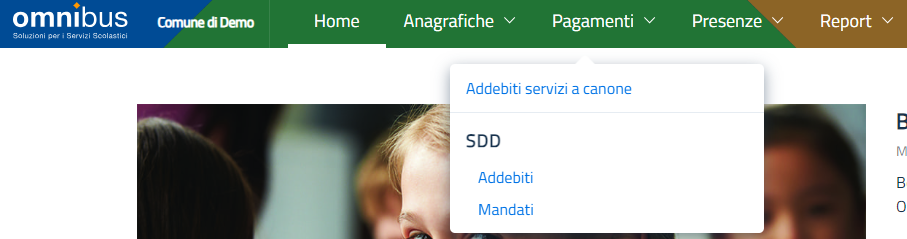 omnibus
Soluzioni per i Servizi Scolastici
Comune di Demo
Home
Anagrafiche
Pagamenti
Presenze
Report
Addebiti servizi a canone
SDD
Addebiti
Mandati